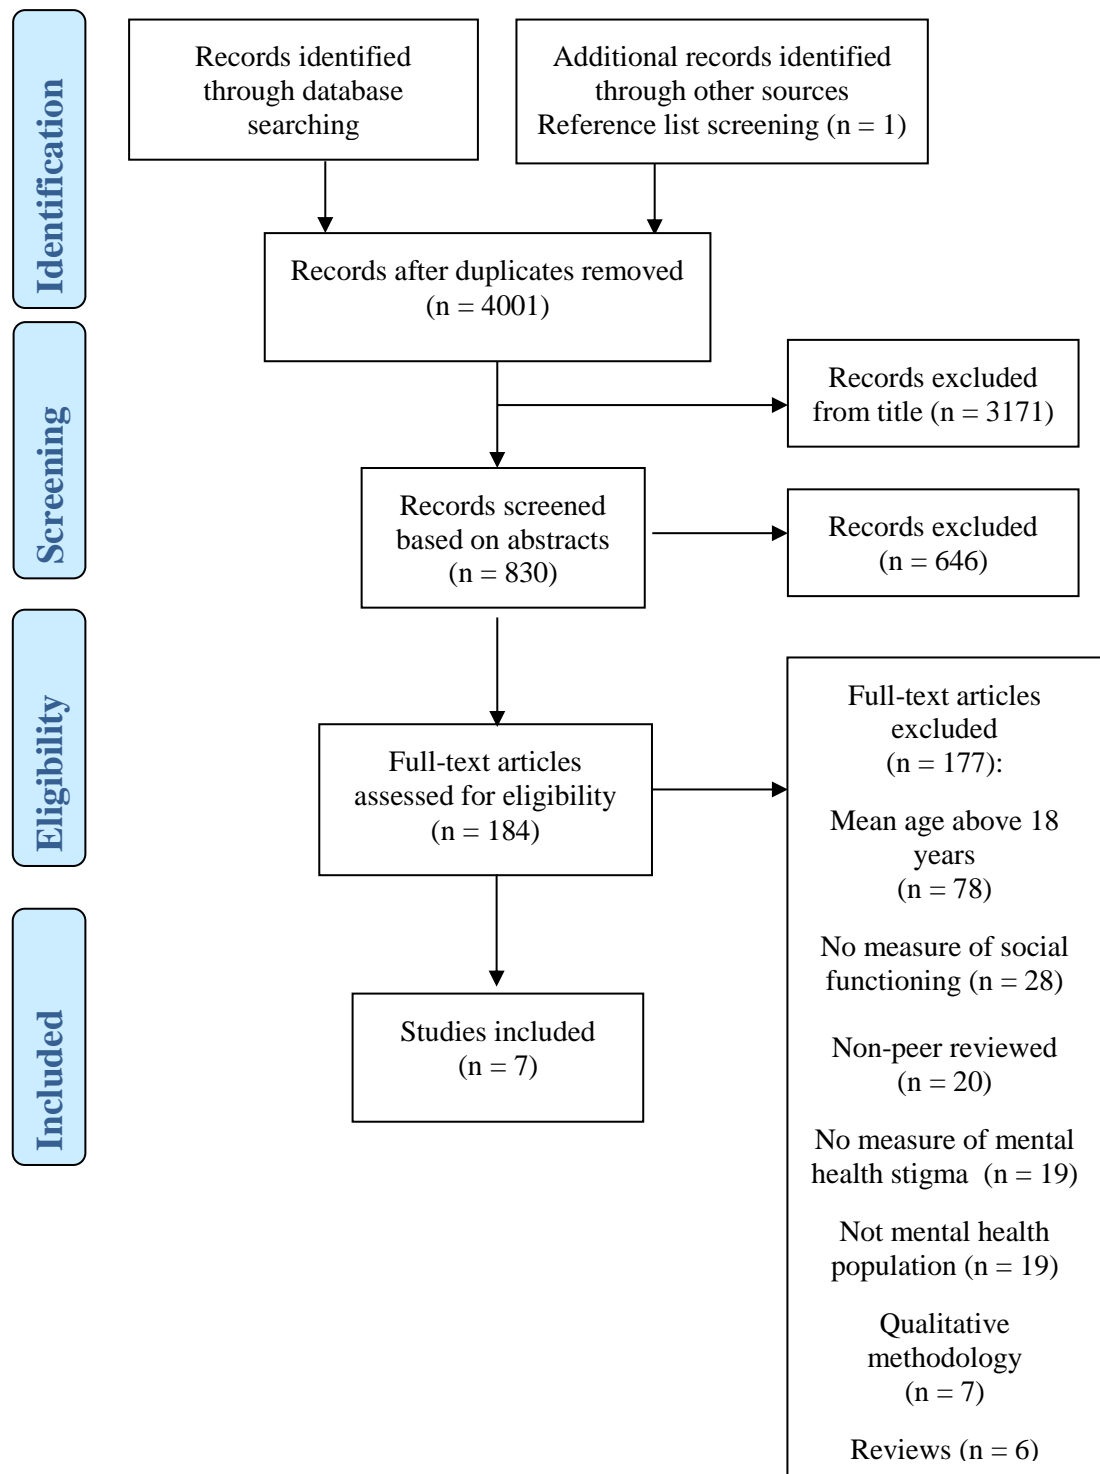 Identification
Records identified
through database
searching
Additional records identified
through other sources
Reference list screening (n = 1)
Records after duplicates removed
(n = 4001)
Screening
Records excluded
from title (n = 3171)
Records screened
based on abstracts
(n = 830)
Records excluded
(n = 646)
Eligibility
Full-text articles
assessed for eligibility
(n = 184)
Full-text articles
excluded
(n = 177):
Mean age above 18
years
(n = 78)
No measure of social
functioning (n = 28)
Non-peer reviewed
(n = 20)
No measure of mental
health stigma  (n = 19)
Not mental health
population (n = 19)
Qualitative
methodology
(n = 7)
Reviews (n = 6)
Included
Studies included
(n = 7)